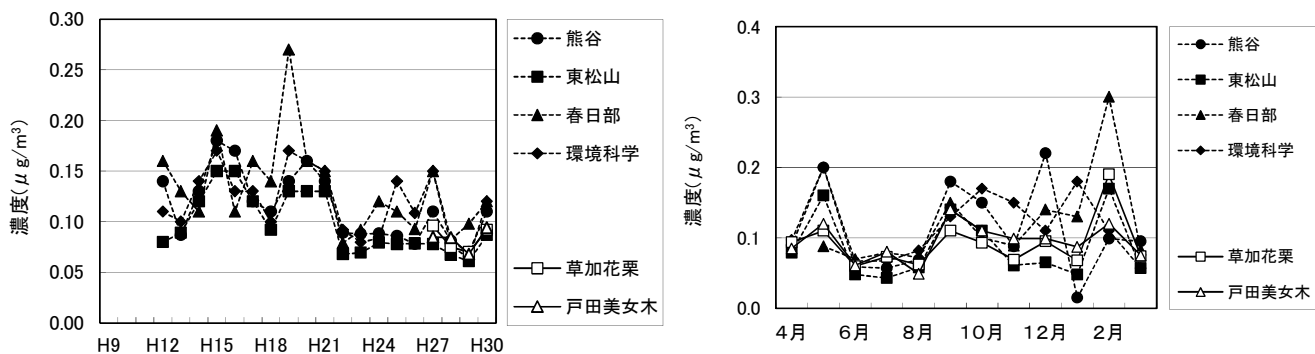 0.30
0.25
0.20
0.15
0.10
0.05
0.00
濃度(μg/m³)
H9 H12 H15 H18 H21 H24 H27 H30
熊谷
東松山
春日部
環境科学
草加花栗
戸田美女木
0.4
0.3
0.2
0.1
0.0
濃度(μg/m³)
4月 6月 8月 10月 12月 2月
熊谷
東松山
春日部
環境科学
草加花栗
戸田美女木